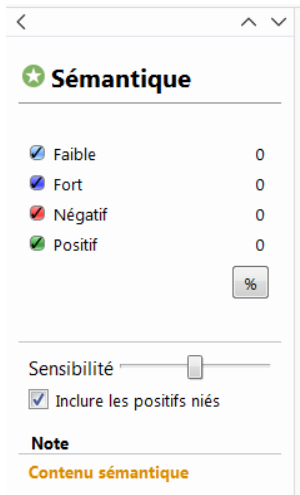 Sémantique
Faible 0
Fort 0
Négatif 0
Positif 0
%
Sensibilité
Inclure les positifs niés
Note
Contenu sémantique